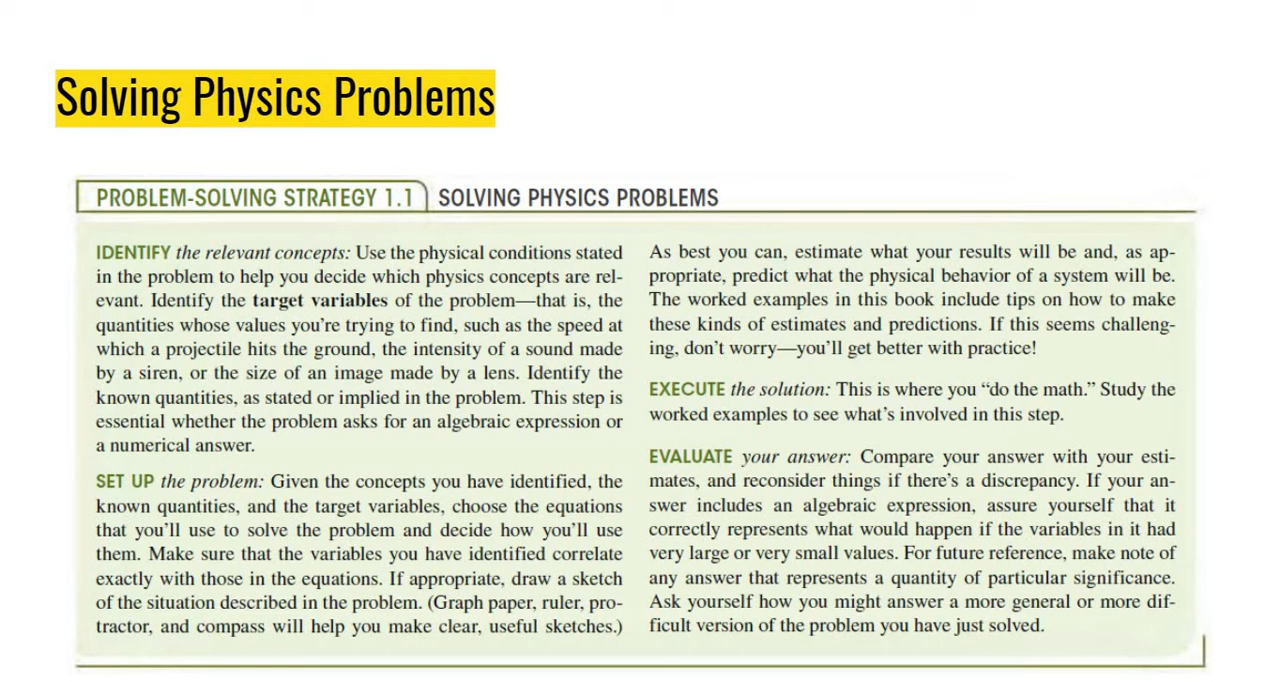 Solving Physics Problems
PROBLEM-SOLVING STRATEGY 1.1 SOLVING PHYSICS PROBLEMS
IDENTIFY the relevant concepts: Use the physical conditions stated
in the problem to help you decide which physics concepts are rel-
evant. Identify the target variables of the problem—that is, the
quantities whose values you're trying to find, such as the speed at
which a projectile hits the ground, the intensity of a sound made
by a siren, or the size of an image made by a lens. Identify the
known quantities, as stated or implied in the problem. This step is
essential whether the problem asks for an algebraic expression or
a numerical answer.
SET UP the problem: Given the concepts you have identified, the
known quantities, and the target variables, choose the equations
that you'll use to solve the problem and decide how you'll use
them. Make sure that the variables you have identified correlate
exactly with those in the equations. If appropriate, draw a sketch
of the situation described in the problem. (Graph paper, ruler, pro-
tractor, and compass will help you make clear, useful sketches.)
As best you can, estimate what your results will be and, as ap-
propriate, predict what the physical behavior of a system will be.
The worked examples in this book include tips on how to make
these kinds of estimates and predictions. If this seems challeng-
ing, don't worry—you'll get better with practice!
EXECUTE the solution: This is where you “do the math.” Study the
worked examples to see what's involved in this step.
EVALUATE your answer: Compare your answer with your esti-
mates, and reconsider things if there's a discrepancy. If your an-
swer includes an algebraic expression, assure yourself that it
correctly represents what would happen if the variables in it had
very large or very small values. For future reference, make note of
any answer that represents a quantity of particular significance.
Ask yourself how you might answer a more general or more dif-
ficult version of the problem you have just solved.